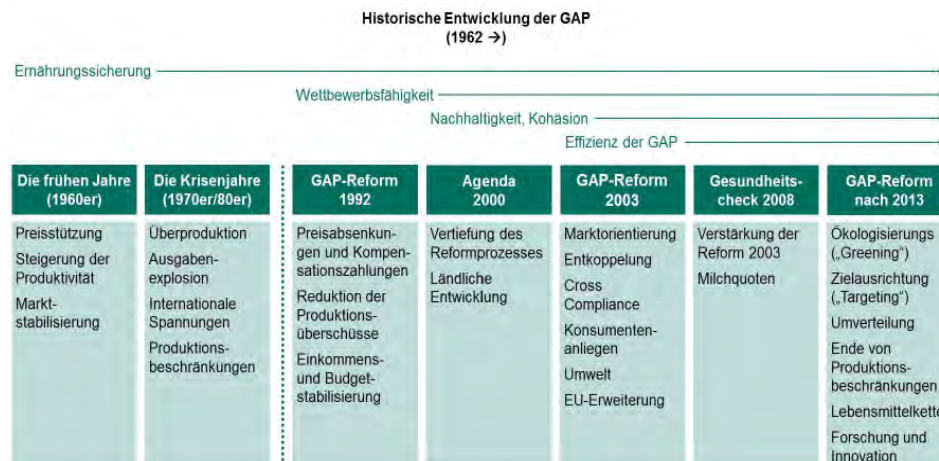 Historische Entwicklung der GAP
(1962 →)
Ernährungssicherung
Wettbewerbsfähigkeit
Nachhaltigkeit, Kohäsion
Effizienz der GAP
Die frühen Jahre
(1960er)
Preisstützung
Steigerung der
Produktivität
Markt-
stabilisierung
Die Krisenjahre
(1970er/80er)
Überproduktion
Ausgaben-
explosion
Internationale
Spannungen
Produktions-
beschränkungen
GAP-Reform
1992
Preisabsenkun-
gen und Kompen-
sationszahlungen
Reduktion der
Produktions-
überschüsse
Einkommens-
und Budget-
stabilisierung
Agenda
2000
Vertiefung des
Reformprozesses
Ländliche
Entwicklung
GAP-Reform
2003
Marktorientierung
Entkoppelung
Cross
Compliance
Konsumenten-
anliegen
Umwelt
EU-Erweiterung
Gesundheits-
check 2008
Verstärkung der
Reform 2003
Milchquoten
GAP-Reform
nach 2013
Ökologisierungs
(„Greening“)
Zielausrichtung
(„Targeting“)
Umverteilung
Ende von
Produktions-
beschränkungen
Lebensmittelkette
Forschung und
Innovation